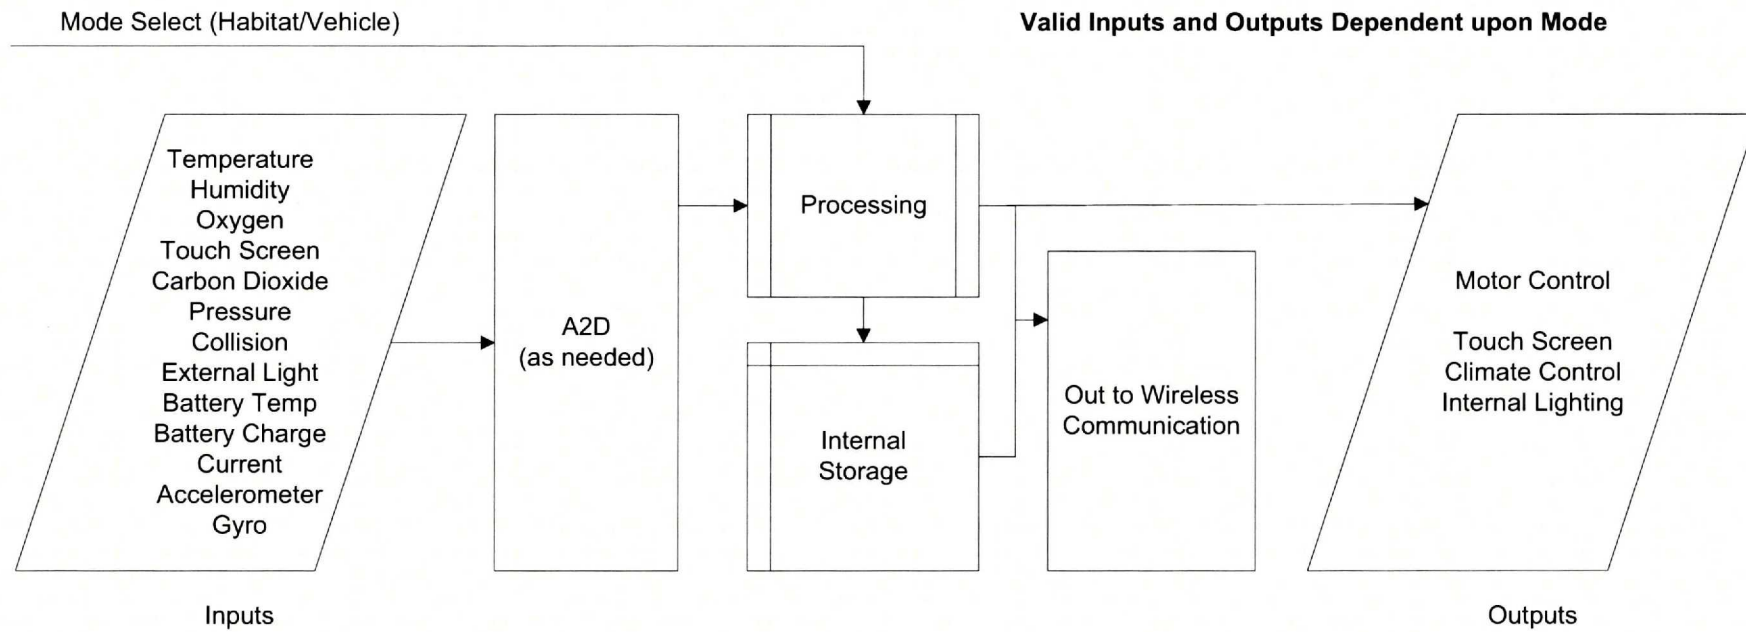 Mode Select (Habitat/Vehicle)
Valid Inputs and Outputs Dependent upon Mode
Temperature
Humidity
Oxygen
Touch Screen
Carbon Dioxide
Pressure
Collision
External Light
Battery Temp
Battery Charge
Current
Accelerometer
Gyro
Inputs
A2D
(as needed)
Processing
Internal
Storage
Out to Wireless
Communication
Motor Control
Touch Screen
Climate Control
Internal Lighting
Outputs